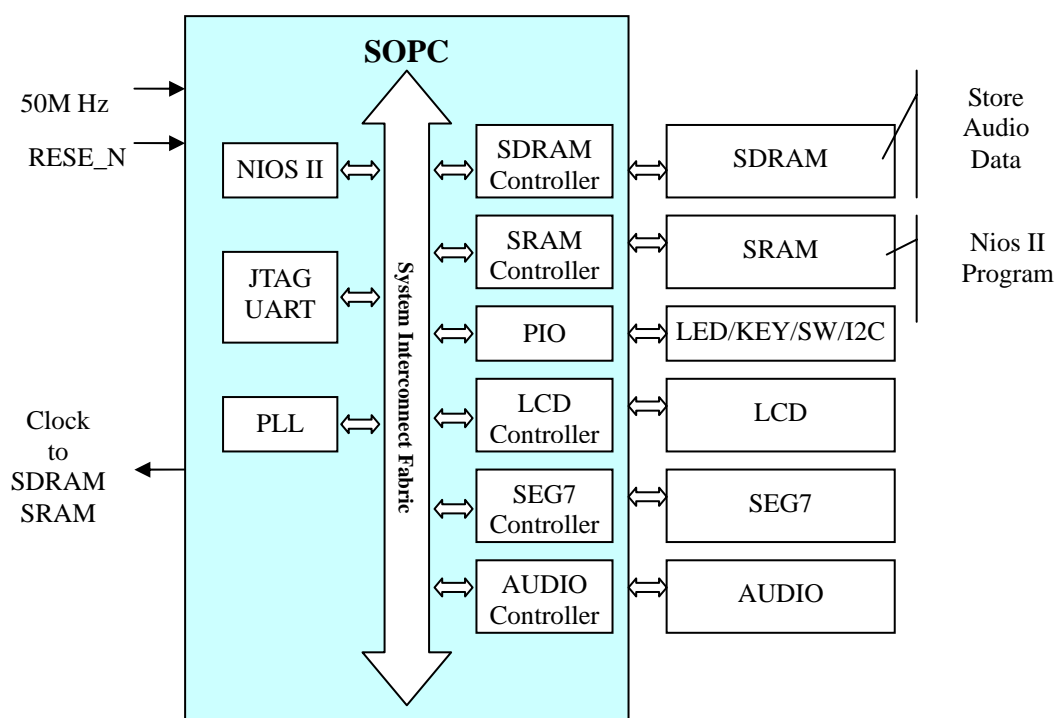 SOPC
50M Hz
RESE_N
NIOS II
JTAG
UART
PLL
Clock
to
SDRAM
SRAM
System Interconnect Fabric
SDRAM
Controller
SRAM
Controller
PIO
LCD
Controller
SEG7
Controller
AUDIO
Controller
SDRAM
SRAM
LED/KEY/SW/I2C
LCD
SEG7
AUDIO
Store
Audio
Data
Nios II
Program